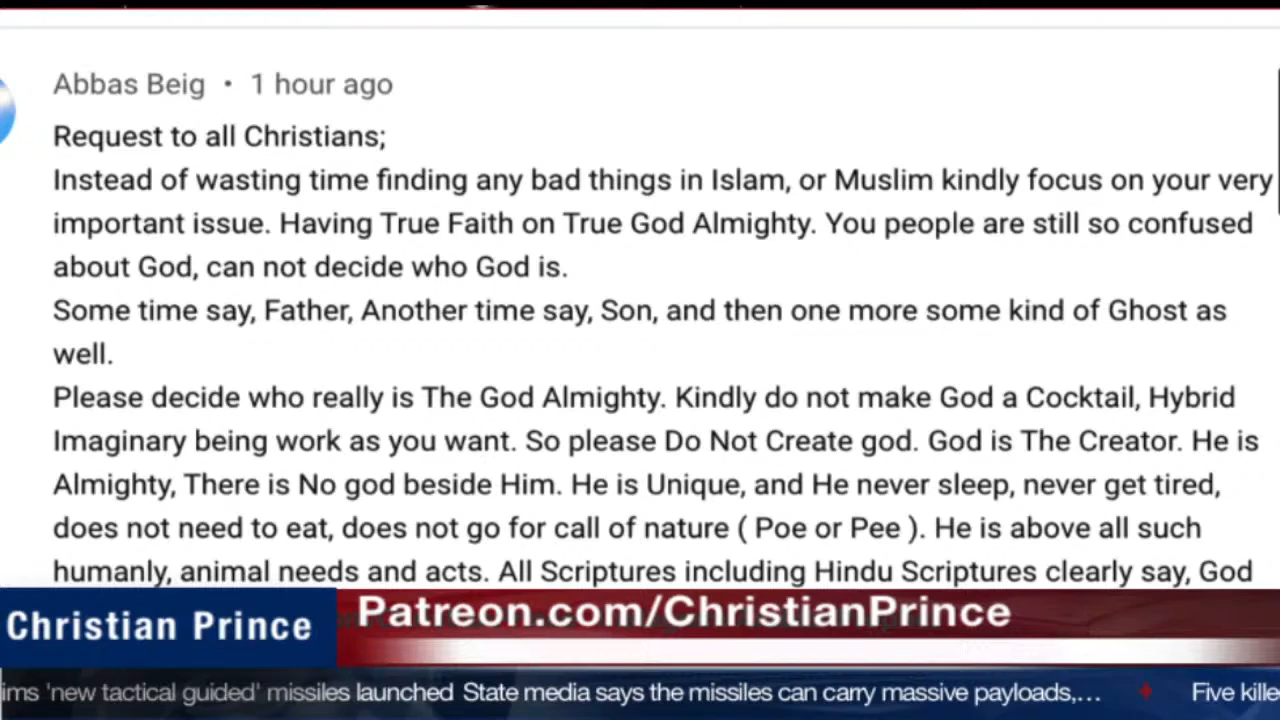 Abbas Beig • 1 hour ago
Request to all Christians;
Instead of wasting time finding any bad things in Islam, or Muslim kindly focus on your very
important issue. Having True Faith on True God Almighty. You people are still so confused
about God, can not decide who God is.
Some time say, Father, Another time say, Son, and then one more some kind of Ghost as
well.
Please decide who really is The God Almighty. Kindly do not make God a Cocktail, Hybrid
Imaginary being work as you want. So please Do Not Create god. God is The Creator. He is
Almighty, There is No god beside Him. He is Unique, and He never sleep, never get tired,
does not need to eat, does not go for call of nature ( Poe or Pee ). He is above all such
humanly, animal needs and acts. All Scriptures including Hindu Scriptures clearly say, God
Christian Prince
Patreon.com/ChristianPrince
ims 'new tactical guided' missiles launched State media says the missiles can carry massive payloads,… Five kille